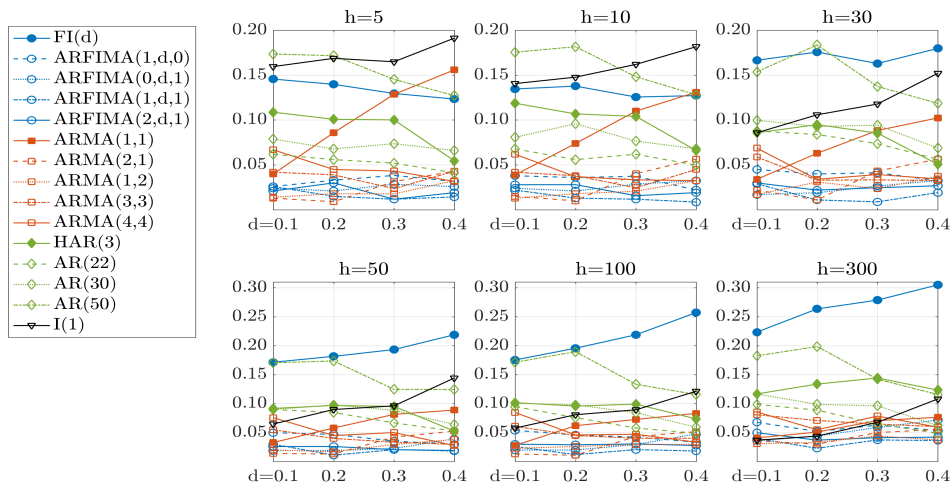 FI(d)
ARFIMA(1,d,0)
ARFIMA(0,d,1)
ARFIMA(1,d,1)
ARFIMA(2,d,1)
ARMA(1,1)
ARMA(2,1)
ARMA(1,2)
ARMA(3,3)
ARMA(4,4)
HAR(3)
AR(22)
AR(30)
AR(50)
I(1)
h=5
0.20
0.15
0.10
0.05
d=0.1 0.2 0.3 0.4
h=10
0.20
0.15
0.10
0.05
d=0.1 0.2 0.3 0.4
h=30
0.20
0.15
0.10
0.05
d=0.1 0.2 0.3 0.4
h=50
0.30
0.25
0.20
0.15
0.10
0.05
d=0.1 0.2 0.3 0.4
h=100
0.30
0.25
0.20
0.15
0.10
0.05
d=0.1 0.2 0.3 0.4
h=300
0.30
0.25
0.20
0.15
0.10
0.05
d=0.1 0.2 0.3 0.4